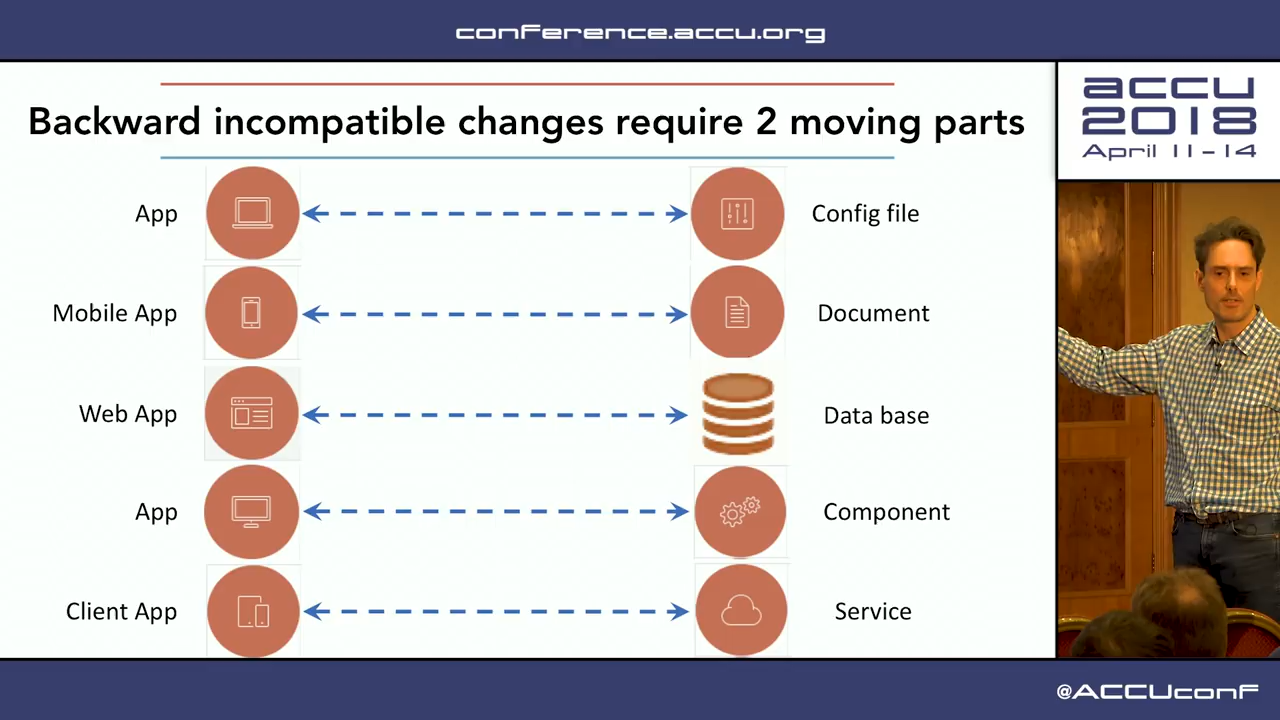 conference.accu.org
Backward incompatible changes require 2 moving parts
accu
2018
April 11-14
App
Config file
Mobile App
Document
Web App
Data base
App
Component
Client App
Service
@ACCUconf